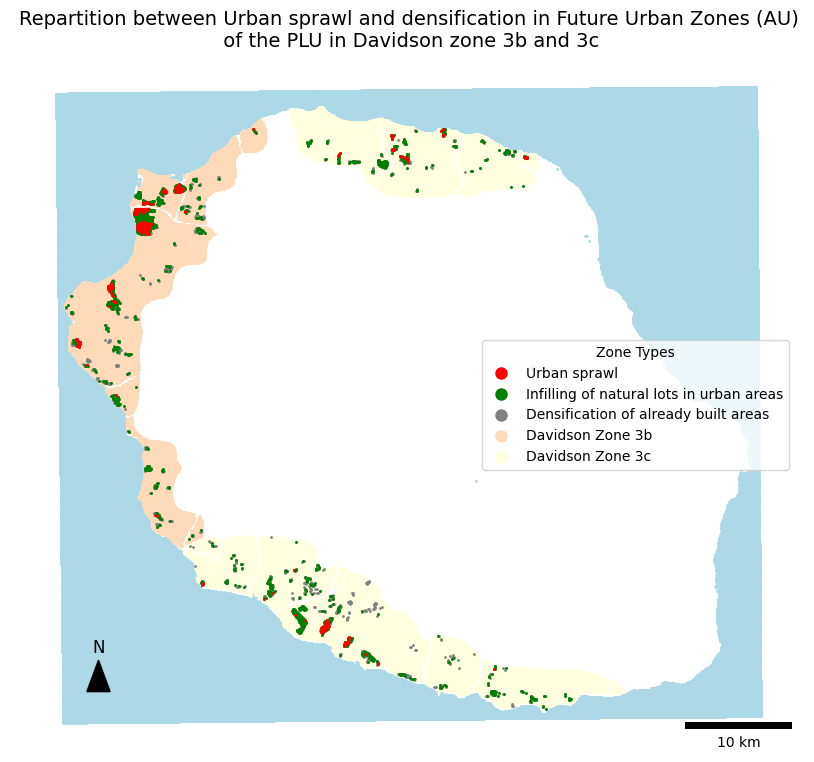 Repartition between Urban sprawl and densification in Future Urban Zones (AU)
of the PLU in Davidson zone 3b and 3c
Zone Types
Urban sprawl
Infilling of natural lots in urban areas
Densification of already built areas
Davidson Zone 3b
Davidson Zone 3c
N
10 km